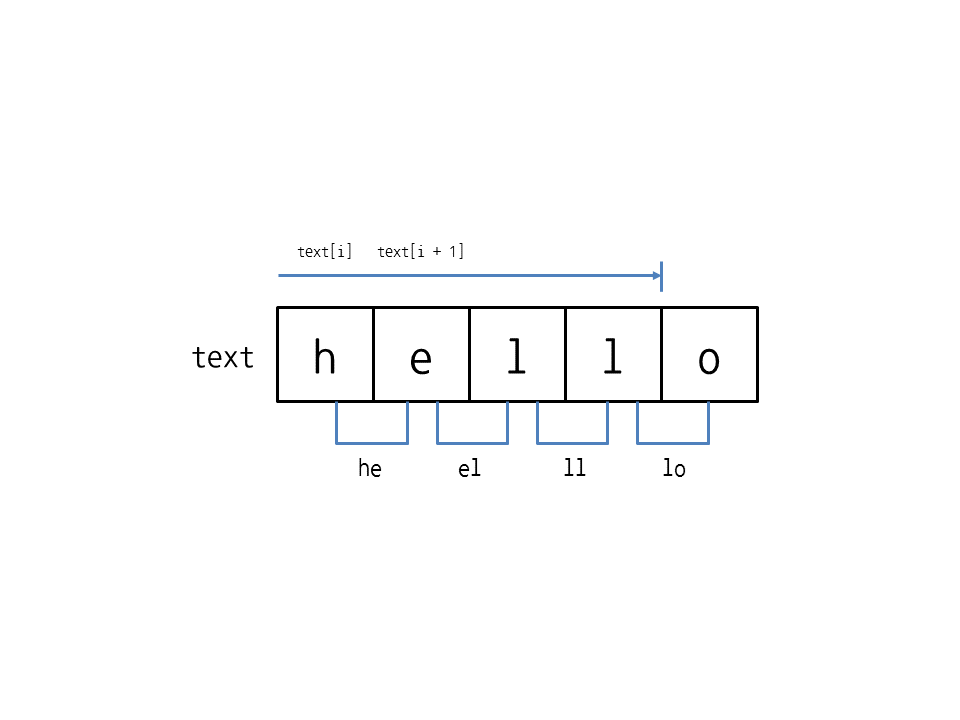 text[i] text[i + 1]
text h e l l o
he el ll lo